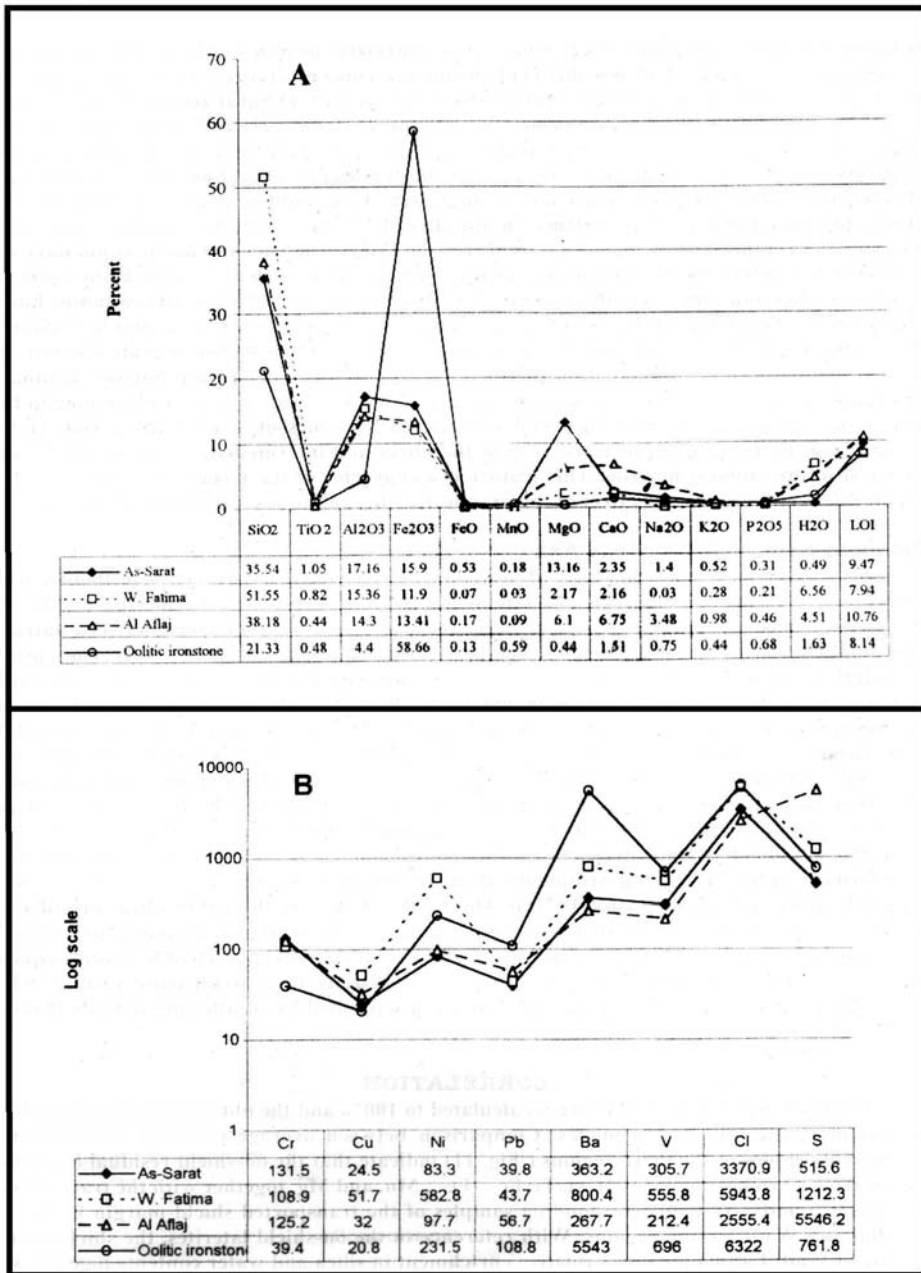 A
70
60
50
40
30
20
10
0
Percent
SiO2 TiO2 Al2O3 Fe2O3 FeO MnO MgO CaO Na2O K2O P2O5 H2O LOI
As-Sarat 35.54 1.05 17.16 15.9 0.53 0.18 13.16 2.35 1.4 0.52 0.31 0.49 9.47
W. Fatima 51.55 0.82 15.36 11.9 0.07 0.03 2.17 2.16 0.03 0.28 0.21 6.56 7.94
Al Aflaj 38.18 0.44 14.3 13.41 0.17 0.09 6.1 6.75 3.48 0.98 0.46 4.51 10.76
Oolitic ironstone 21.33 0.48 4.4 58.66 0.13 0.59 0.44 1.51 0.75 0.44 0.68 1.63 8.14
B
10000
1000
100
10
1
Log scale
Cr Cu Ni Pb Ba V Cl S
As-Sarat 131.5 24.5 83.3 39.8 363.2 305.7 3370.9 515.6
W. Fatima 108.9 51.7 582.8 43.7 800.4 555.8 5943.8 1212.3
Al Aflaj 125.2 32 97.7 56.7 267.7 212.4 2555.4 5546.2
Oolitic ironston 39.4 20.8 231.5 108.8 5543 696 6322 761.8